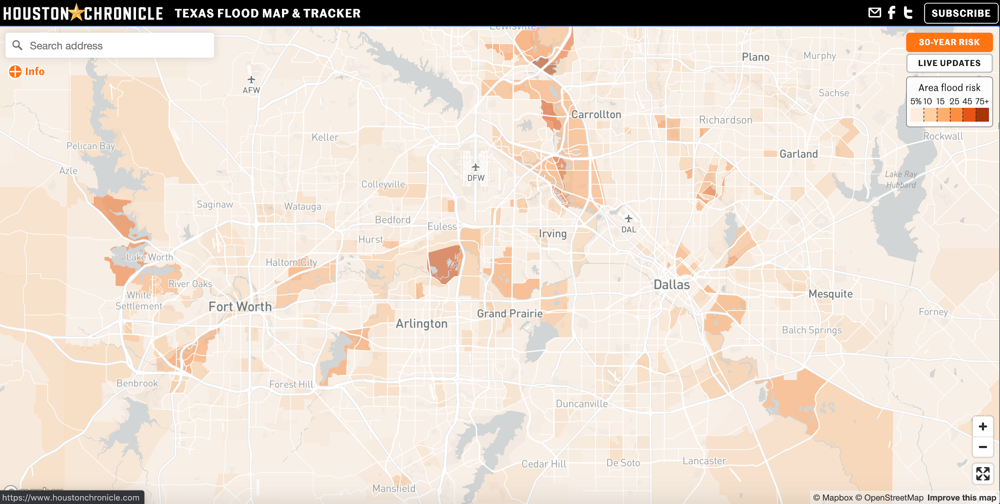 HOUSTON CHRONICLE
TEXAS FLOOD MAP & TRACKER
SUBSCRIBE
Search address
Info
30-YEAR RISK
LIVE UPDATES
Area flood risk
5% 10 15 25 45 75+
Lewisville
Plano
Murphy
AFW
Sachse
Carrollton
Richardson
Keller
Rockwall
Pelican Bay
Garland
Azle
DFW
Lake Ray
Hubbard
Colleyville
Saginaw
Watauga
Bedford
Euless
DAL
Irving
Hurst
Lake Worth
Haltom City
River Oaks
Dallas
White
Settlement
Mesquite
Fort Worth
Grand Prairie
Forney
Arlington
Balch Springs
Benbrook
Forest Hill
Duncanville
Cedar Hill
De Soto
Lancaster
Mansfield
mapbox
https://www.houstonchronicle.com
© Mapbox © OpenStreetMap Improve this map